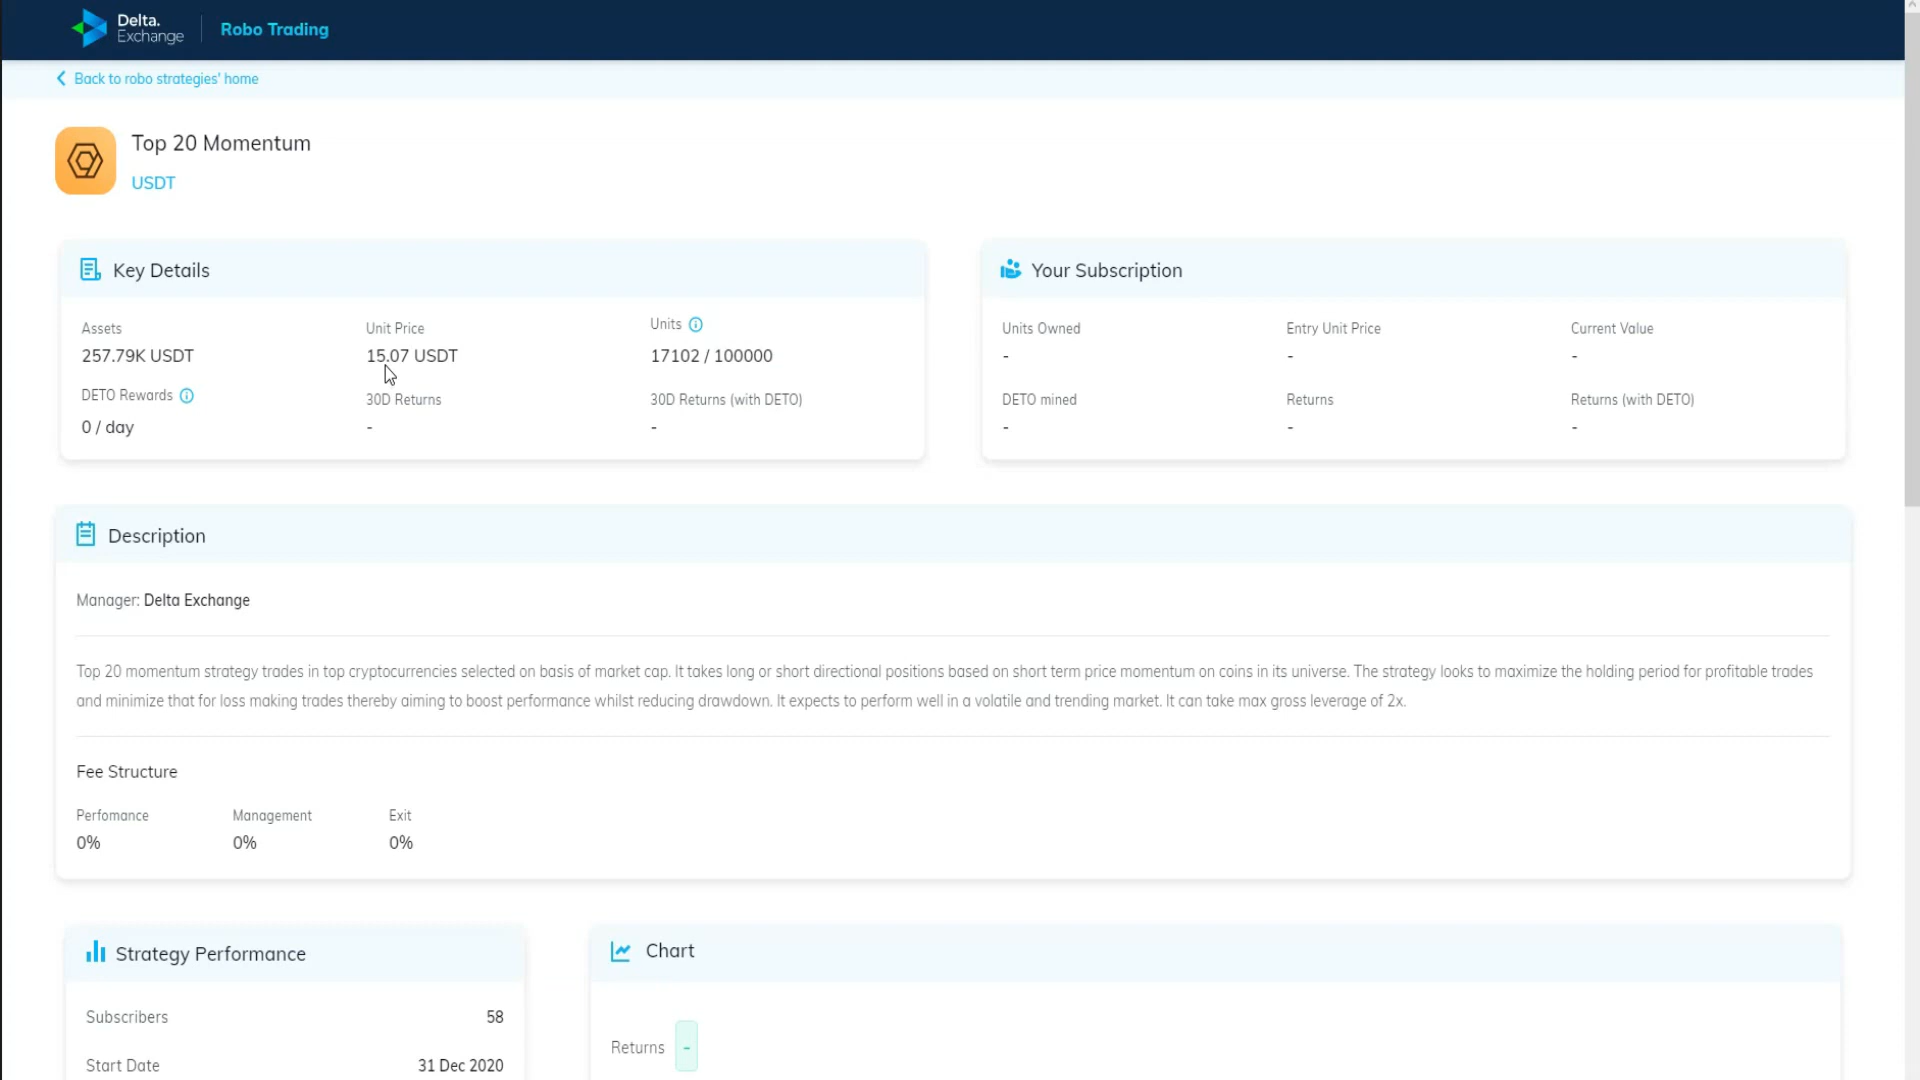 Delta.
Exchange
Robo Trading
Back to robo strategies' home
Top 20 Momentum
USDT
Key Details
Assets
Unit Price
Units
257.79K USDT
15.07 USDT
17102 / 100000
DETO Rewards
30D Returns
30D Returns (with DETO)
0 / day
-
-
Your Subscription
Units Owned
Entry Unit Price
Current Value
-
-
-
DETO mined
Returns
Returns (with DETO)
-
-
-
Description
Manager: Delta Exchange
Top 20 momentum strategy trades in top cryptocurrencies selected on basis of market cap. It takes long or short directional positions based on short term price momentum on coins in its universe. The strategy looks to maximize the holding period for profitable trades
and minimize that for loss making trades thereby aiming to boost performance whilst reducing drawdown. It expects to perform well in a volatile and trending market. It can take max gross leverage of 2x.
Fee Structure
Perfomance
Management
Exit
0%
0%
0%
Strategy Performance
Subscribers
58
Start Date
31 Dec 2020
Chart
Returns
-